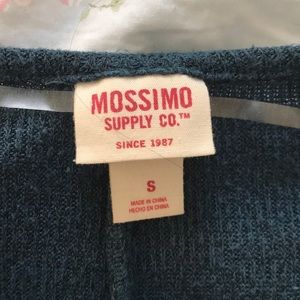 MOSSIMO
SUPPLY CO.™
SINCE 1987
S
MADE IN CHINA
HECHO EN CHINA